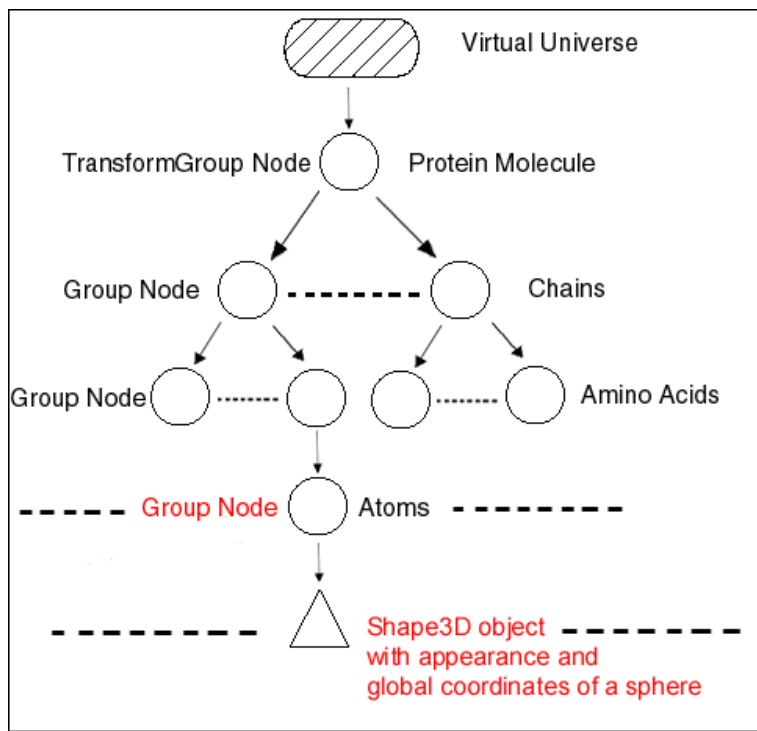 Virtual Universe
TransformGroup Node Protein Molecule
Group Node Chains
Group Node Amino Acids
Group Node Atoms
Shape3D object
with appearance and
global coordinates of a sphere